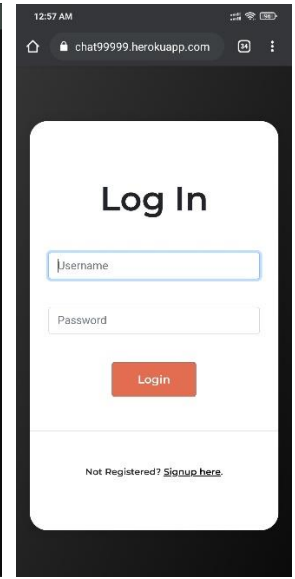 12:57 AM
chat99999.herokuapp.com
34
Log In
Username
Password
Login
Not Registered? Signup here.